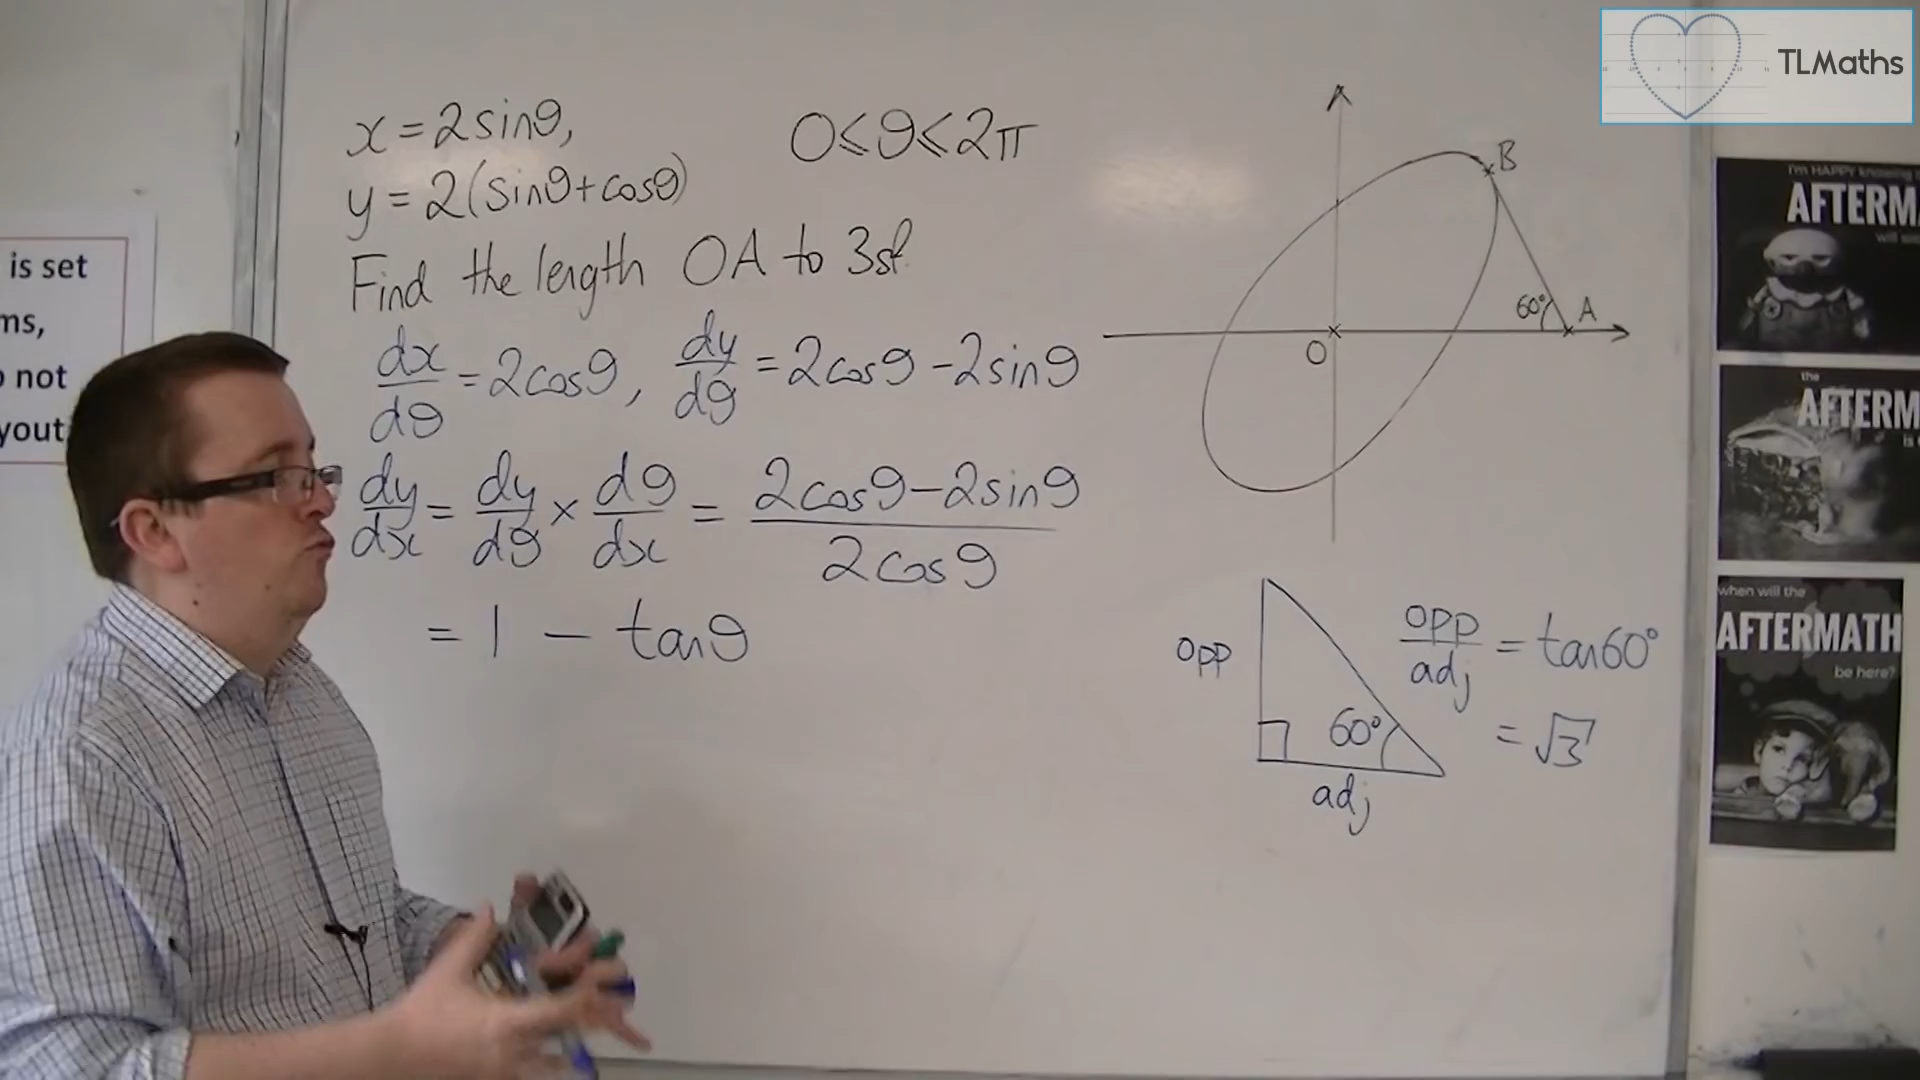 TLMaths
x = 2sinθ,
0 ⩽ θ ⩽ 2π
y = 2(sinθ + cosθ)
Find the length OA to 3sf
dx/dθ = 2cosθ, dy/dθ = 2cosθ - 2sinθ
dy/dx = dy/dθ × dθ/dx = (2cosθ - 2sinθ)/(2cosθ)
= 1 - tanθ
B
60°
A
O
opp
60°
adj
opp/adj = tan60°
= √3
is set
ms,
not
yout
AFTERM
the
AFTERM
is
when will the
AFTERMATH
be here?